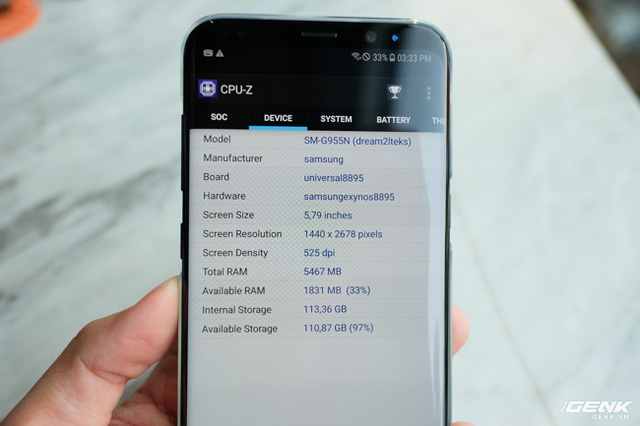 33% 03:33 PM
CPU-Z
SOC DEVICE SYSTEM BATTERY TH
Model SM-G955N (dream2lteks)
Manufacturer samsung
Board universal8895
Hardware samsungexynos8895
Screen Size 5,79 inches
Screen Resolution 1440 x 2678 pixels
Screen Density 525 dpi
Total RAM 5467 MB
Available RAM 1831 MB (33%)
Internal Storage 113,36 GB
Available Storage 110,87 GB (97%)
GENK
GENK.VN